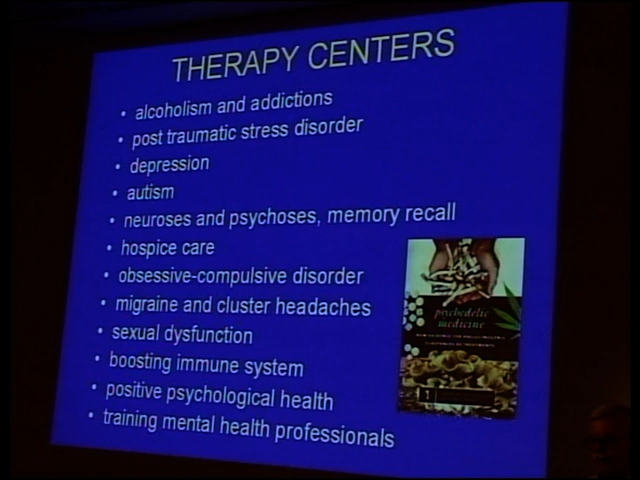 THERAPY CENTERS
• alcoholism and addictions
• post traumatic stress disorder
• depression
• autism
• neuroses and psychoses, memory recall
• hospice care
• obsessive-compulsive disorder
• migraine and cluster headaches
• sexual dysfunction
• boosting immune system
• positive psychological health
• training mental health professionals
psychedelic
medicine
1